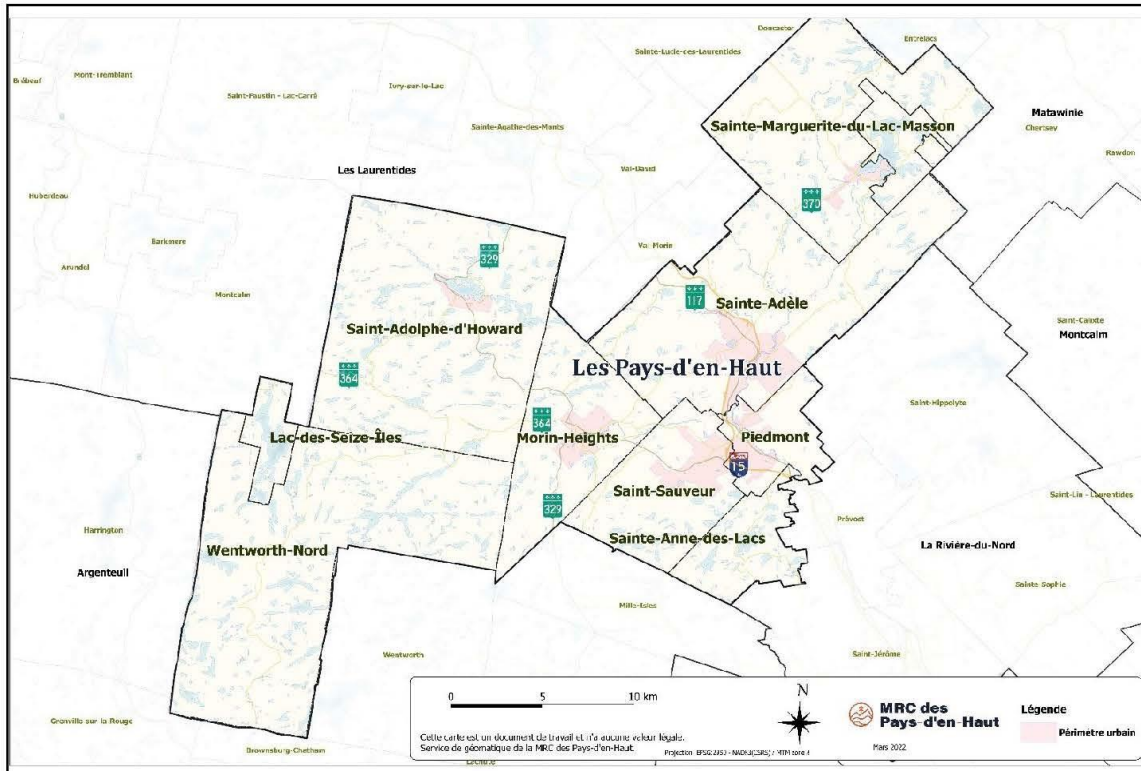 Doncaster
Entrelacs
Sainte-Lucie-des-Laurentides
Brébeuf
Mont-Tremblant
Ivry-sur-le-Lac
Saint-Faustin - Lac-Carré
Sainte-Agathe-des-Monts
Sainte-Marguerite-du-Lac-Masson
Matawinie
Chertsey
Rawdon
Les Laurentides
Val-David
Huberdeau
370
Barkmere
Val-Morin
329
Arundel
Montcalm
117
Sainte-Adèle
Saint-Adolphe-d'Howard
Saint-Calixte
Montcalm
Les Pays-d'en-Haut
364
Saint-Hippolyte
364
Lac-des-Seize-Îles
Morin-Heights
Piedmont
15
Saint-Sauveur
Saint-Lin - Laurentides
329
Prévost
Harrington
Sainte-Anne-des-Lacs
La Rivière-du-Nord
Wentworth-Nord
Argenteuil
Sainte-Sophie
Mille-Isles
Wentworth
Saint-Jérôme
0 5 10 km
N
MRC des
Pays-d'en-Haut
Légende
Périmètre urbain
Grenville sur la Rouge
Cette carte est un document de travail et n'a aucune valeur légale.
Service de géomatique de la MRC des Pays-d'en-Haut.
Mars 2022
Brownsburg-Chatham
Lachute